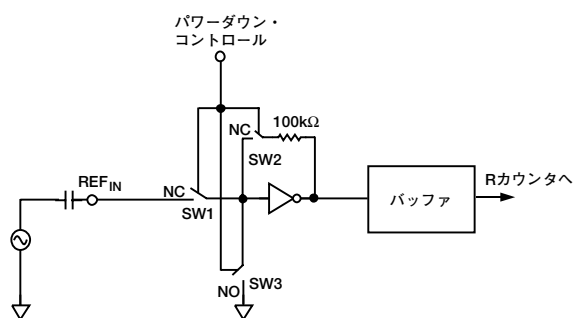 パワーダウン・
コントロール
100kΩ
NC
SW2
REFIN
NC
SW1
バッファ
Rカウンタへ
NO
SW3